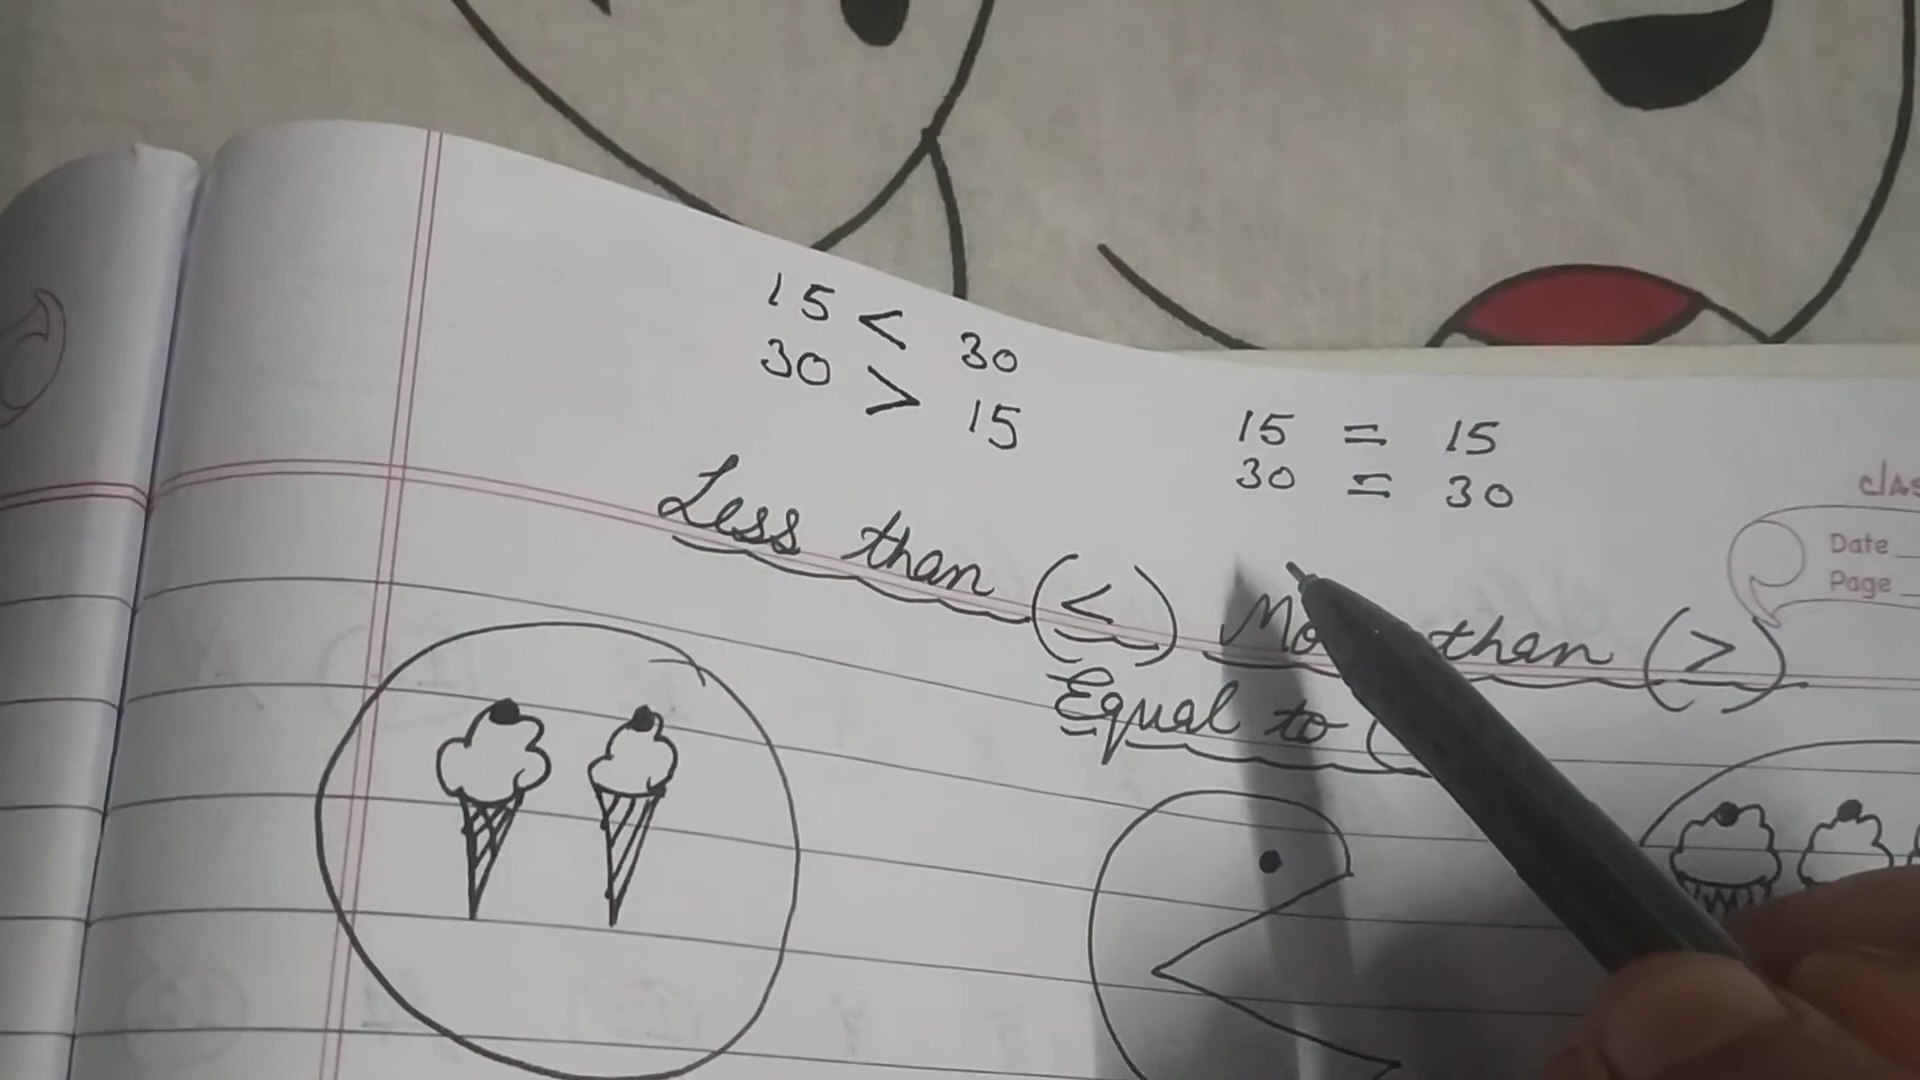 15 < 30
30 > 15
15 = 15
30 = 30
Less than (<) than (>)
Equal to (
Date
Page